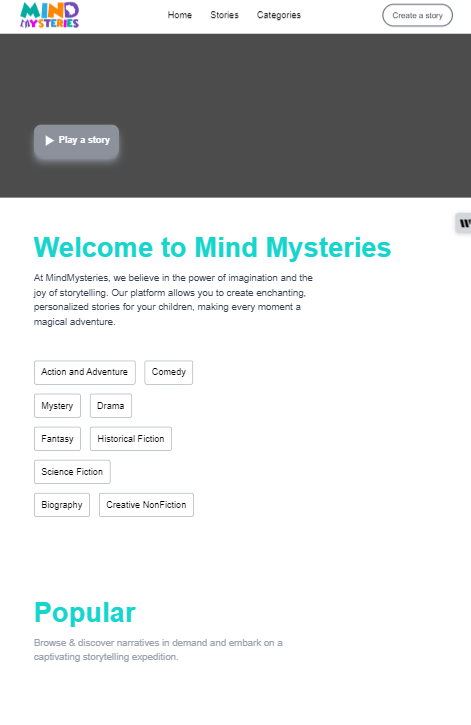 MIND
MYSTERIES
Home Stories Categories Create a story
Play a story
W
Welcome to Mind Mysteries
At MindMysteries, we believe in the power of imagination and the
joy of storytelling. Our platform allows you to create enchanting,
personalized stories for your children, making every moment a
magical adventure.
Action and Adventure Comedy
Mystery Drama
Fantasy Historical Fiction
Science Fiction
Biography Creative NonFiction
Popular
Browse & discover narratives in demand and embark on a
captivating storytelling expedition.